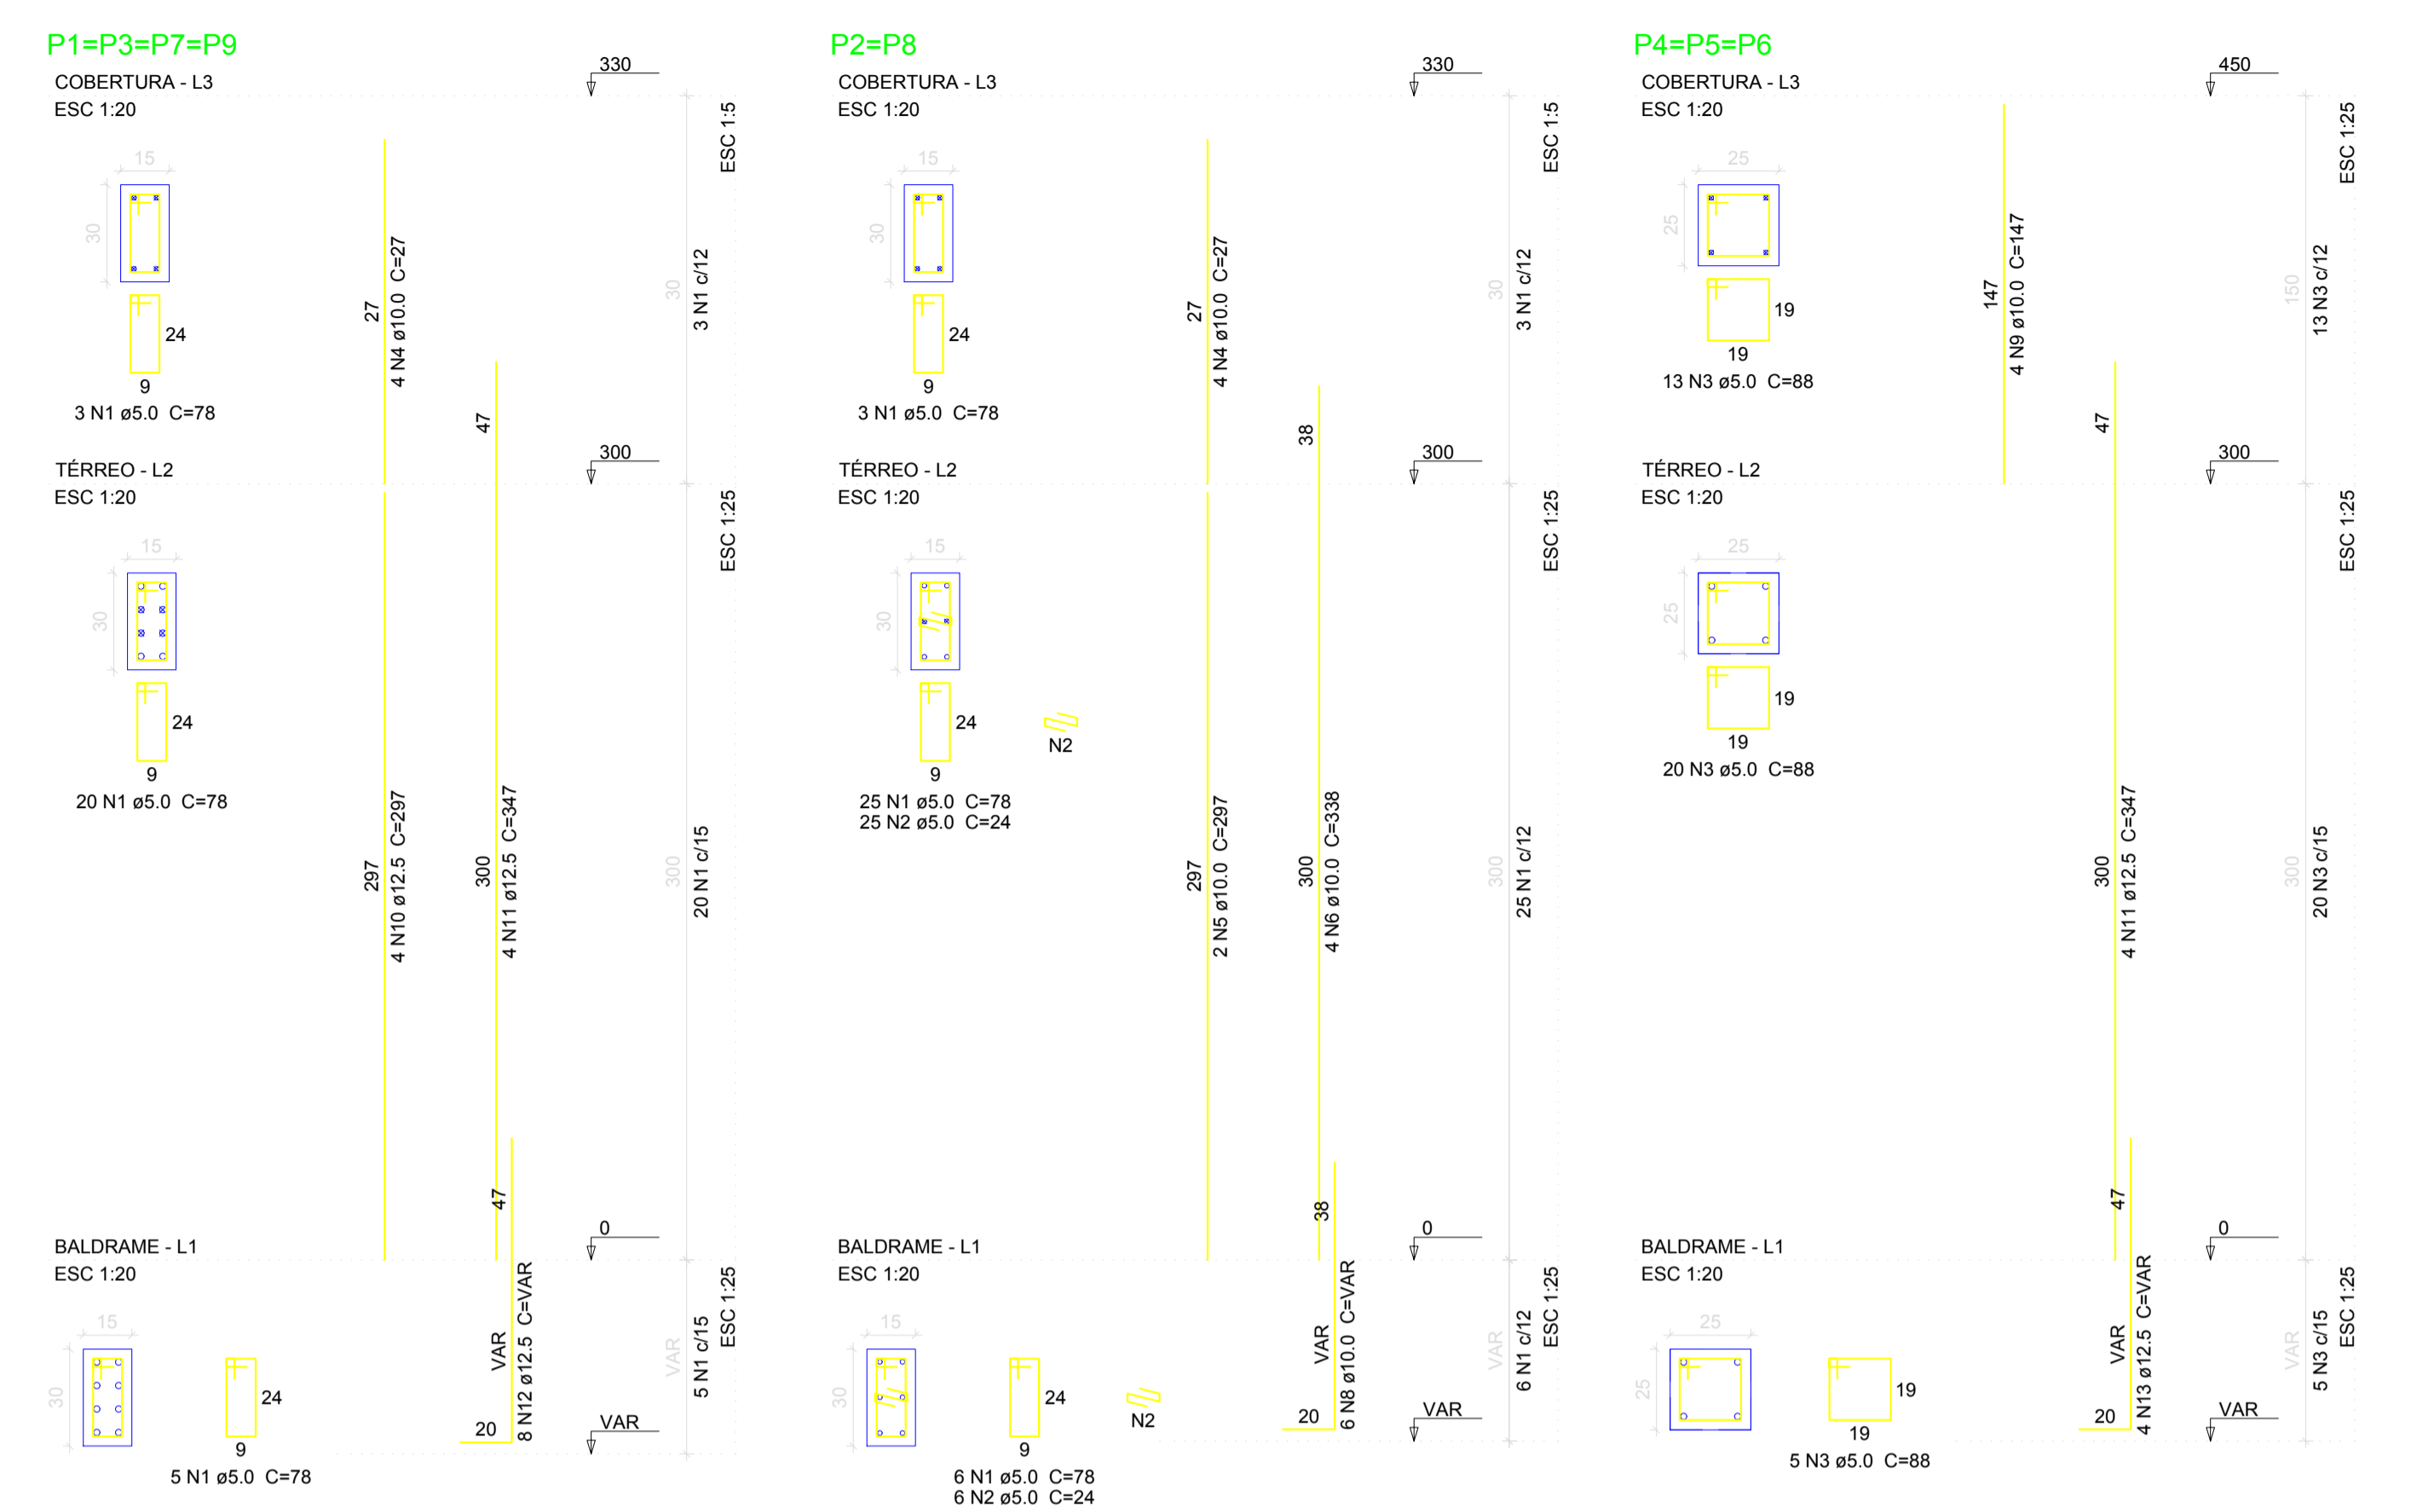 P1=P3=P7=P9
COBERTURA - L3
ESC 1:20
330
ESC 1:5
15
30
24
9
3 N1 ø5.0 C=78
27
4 N4 ø10.0 C=27
47
30
3 N1 c/12
TÉRREO - L2
ESC 1:20
300
ESC 1:25
15
30
24
9
20 N1 ø5.0 C=78
297
4 N10 ø12.5 C=297
300
4 N11 ø12.5 C=347
300
20 N1 c/15
47
BALDRAME - L1
ESC 1:20
0
ESC 1:25
15
30
24
9
5 N1 ø5.0 C=78
VAR
8 N12 ø12.5 C=VAR
20
VAR
5 N1 c/15
VAR
P2=P8
COBERTURA - L3
ESC 1:20
330
ESC 1:5
15
30
24
9
3 N1 ø5.0 C=78
27
4 N4 ø10.0 C=27
38
30
3 N1 c/12
TÉRREO - L2
ESC 1:20
300
ESC 1:25
15
30
24
N2
9
25 N1 ø5.0 C=78
25 N2 ø5.0 C=24
297
2 N5 ø10.0 C=297
300
4 N6 ø10.0 C=338
300
25 N1 c/12
38
BALDRAME - L1
ESC 1:20
0
ESC 1:25
15
30
24
N2
9
6 N1 ø5.0 C=78
6 N2 ø5.0 C=24
VAR
6 N8 ø10.0 C=VAR
20
VAR
6 N1 c/12
VAR
P4=P5=P6
COBERTURA - L3
ESC 1:20
450
ESC 1:25
25
25
19
19
13 N3 ø5.0 C=88
147
4 N9 ø10.0 C=147
47
150
13 N3 c/12
TÉRREO - L2
ESC 1:20
300
ESC 1:25
25
25
19
19
20 N3 ø5.0 C=88
300
4 N11 ø12.5 C=347
300
20 N3 c/15
47
BALDRAME - L1
ESC 1:20
0
ESC 1:25
25
25
19
19
5 N3 ø5.0 C=88
VAR
4 N13 ø12.5 C=VAR
20
VAR
5 N3 c/15
VAR